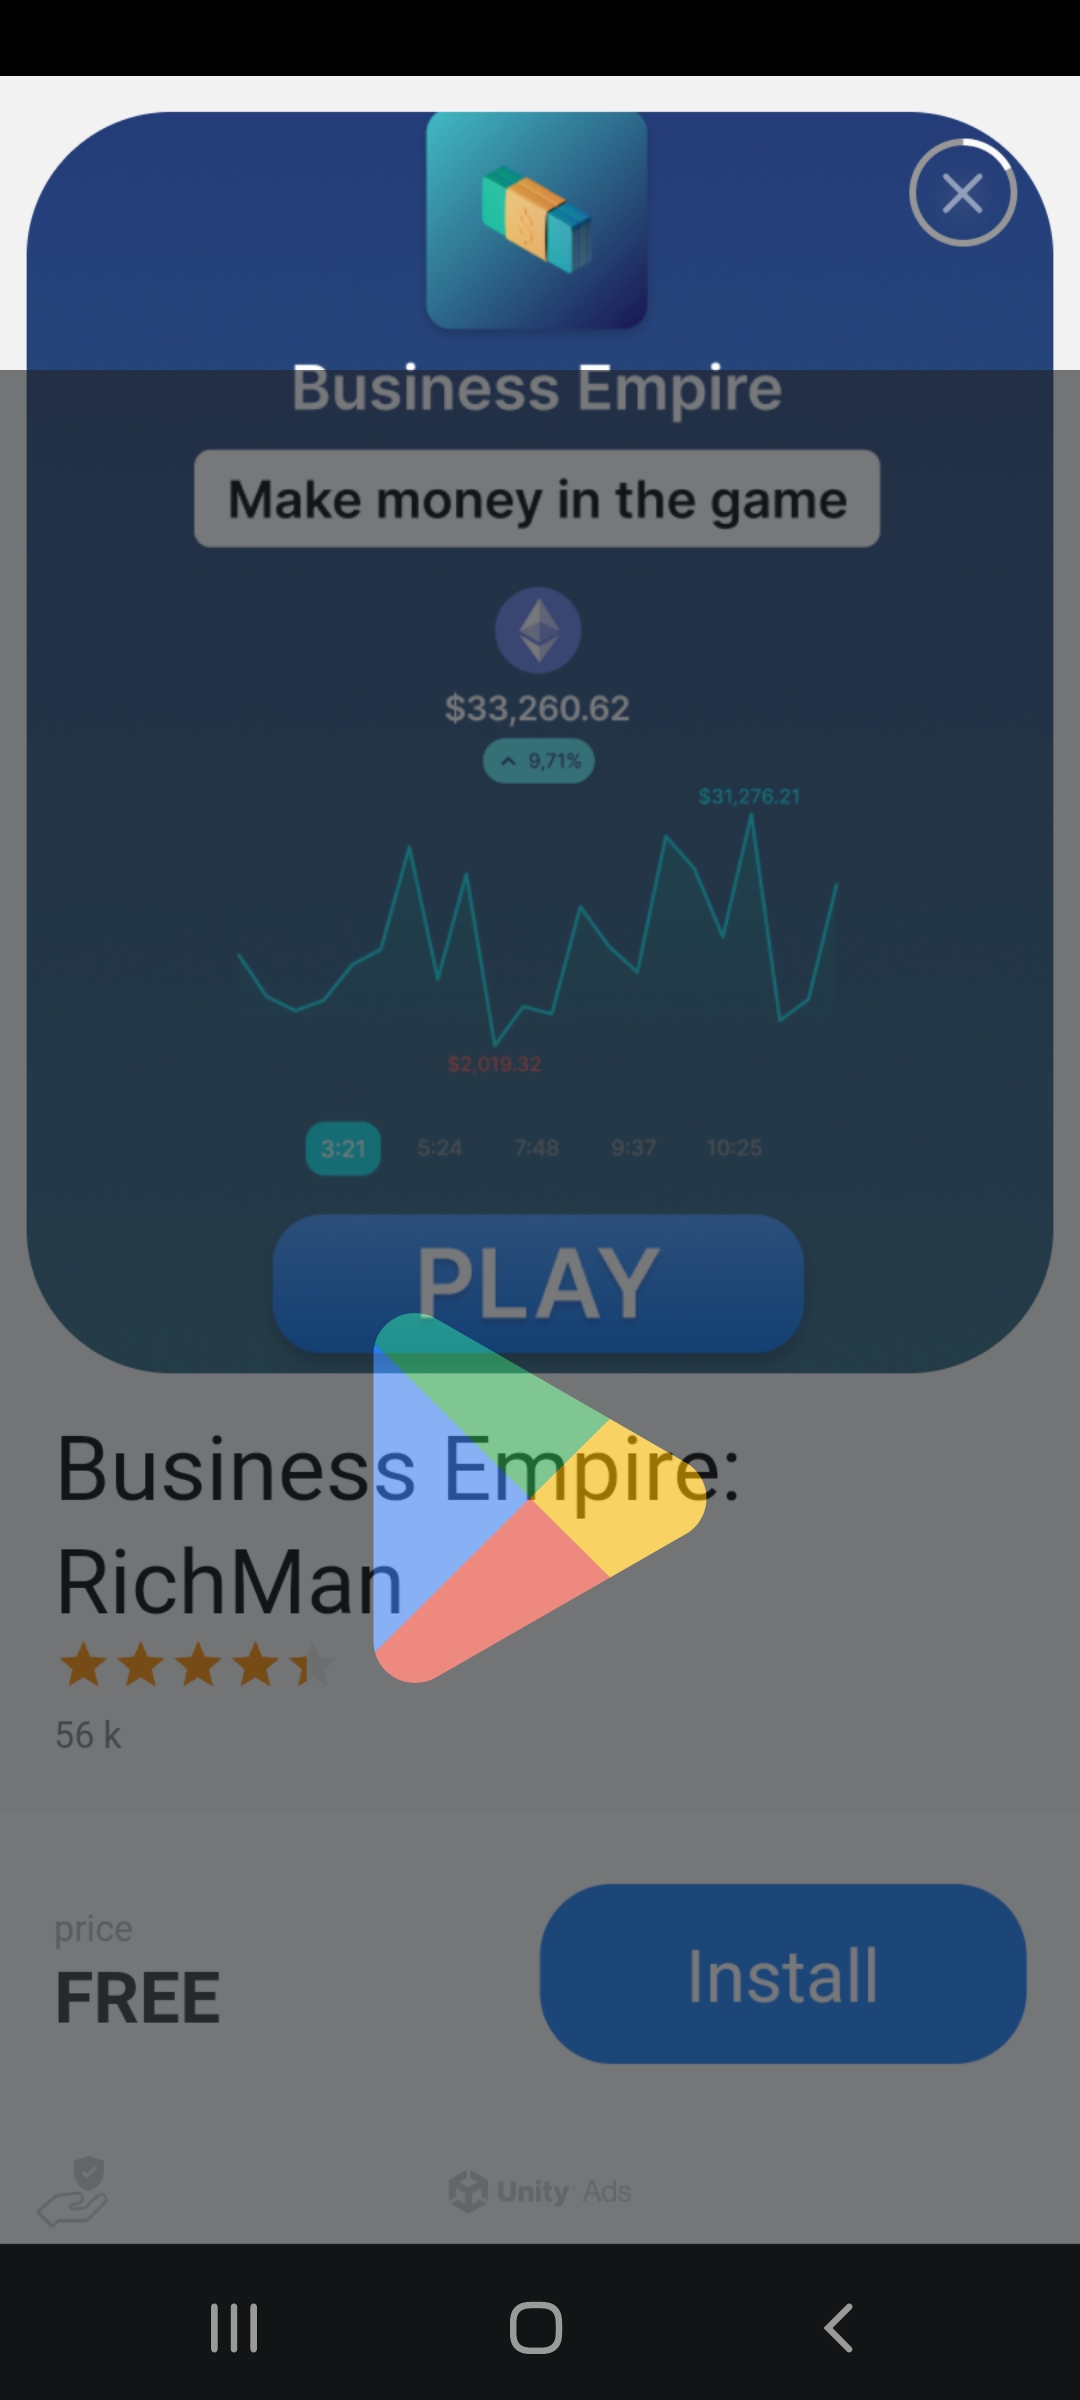 Business Empire
Make money in the game
$33,260.62
9,71%
$31,276.21
$2,019.32
3:21 5:24 7:48 9:37 10:25
PLAY
Business Empire:
RichMan
56 k
price
FREE
Install
Unity Ads